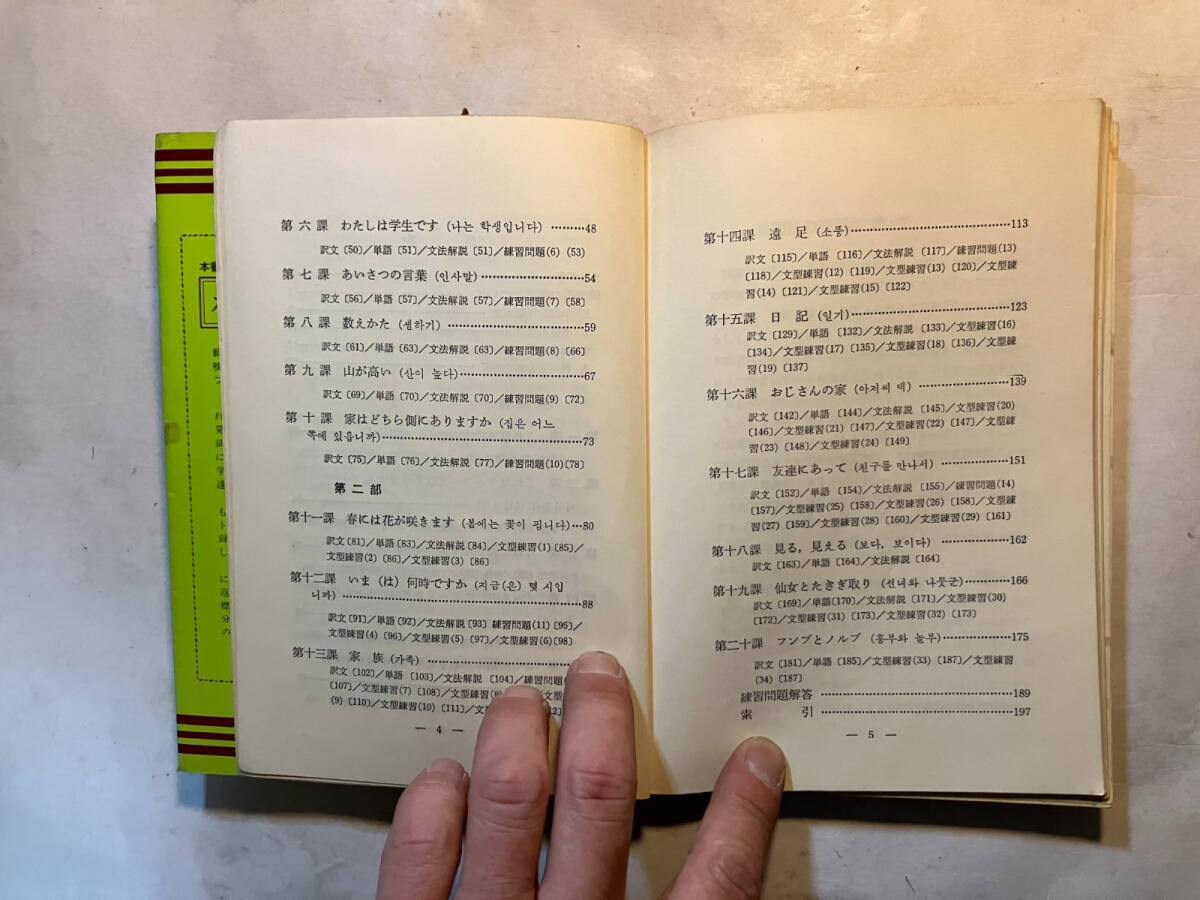 第六課 わたしは学生です (나는 학생입니다) ………48
訳文〔50〕/単語〔51〕/文法解説〔51〕/練習問題(6)(53)
第七課 あいさつの言葉 (인사말) ………54
訳文〔56〕/単語〔57〕/文法解説〔57〕/練習問題(7)〔58〕
第八課 数えかた (셈하기) ………59
訳文〔61〕/単語〔63〕/文法解説〔63〕/練習問題(8)〔66〕
第九課 山が高い (산이 높다) ………67
訳文〔69〕/単語〔70〕/文法解説〔70〕/練習問題(9)〔72〕
第十課 家はどちら側にありますか (집은 어느
쪽에 있읍니까) ………73
訳文〔75〕/単語〔76〕/文法解説〔77〕/練習問題(10)〔78〕
第二部
第十一課 春には花が咲きます (봄에는 꽃이 핍니다) …80
訳文〔81〕/単語〔83〕/文法解説〔84〕/文型練習(1)〔85〕/
文型練習(2)〔86〕/文型練習(3)〔86〕
第十二課 いま(は)何時ですか (지금(은) 몇 시입
니까) ………88
訳文〔91〕/単語〔92〕/文法解説〔93〕練習問題(11)〔95〕/
文型練習(4)〔96〕/文型練習(5)〔97〕/文型練習(6)〔98〕
第十三課 家族 (가족) ………
訳文〔102〕/単語〔103〕/文法解説〔104〕/練習問題
〔107〕/文型練習(7)〔108〕/文型練習 /文型練習
(9)〔110〕/文型練習(10)〔111〕/文 12〕
— 4 —
第十四課 遠足 (소풍) ………113
訳文〔115〕/単語〔116〕/文法解説〔117〕/練習問題(13)
〔118〕/文型練習(12)〔119〕/文型練習(13)〔120〕/文型練
習(14)〔121〕/文型練習(15)〔122〕
第十五課 日記 (일기) ………123
訳文〔129〕/単語〔132〕/文法解説〔133〕/文型練習(16)
〔134〕/文型練習(17)〔135〕/文型練習(18)〔136〕/文型練
習(19)〔137〕
第十六課 おじさんの家 (아저씨 댁) ………139
訳文〔142〕/単語〔144〕/文法解説〔145〕/文型練習(20)
〔146〕/文型練習(21)〔147〕/文型練習(22)〔147〕/文型練習
(23)〔148〕/文型練習(24)〔149〕
第十七課 友達にあって (친구를 만나서) ………151
訳文〔152〕/単語〔154〕/文法解説〔155〕/練習問題(14)
〔157〕/文型練習(25)〔158〕/文型練習(26)〔158〕/文型練習
(27)〔159〕/文型練習(28)〔160〕/文型練習(29)〔161〕
第十八課 見る,見える (보다, 보이다) ………162
訳文〔163〕/単語〔164〕/文法解説〔164〕
第十九課 仙女とたきぎ取り (선녀와 나뭇군) ………166
訳文〔169〕/単語〔170〕/文法解説〔171〕/文型練習(30)
〔172〕/文型練習(31)〔173〕/文型練習(32)〔173〕
第二十課 フンブとノルブ (흥부와 놀부) ………175
訳文〔181〕/単語〔185〕/文型練習(33)〔187〕/文型練習
(34)〔187〕
練習問題解答 ………189
索引 ………197
— 5 —